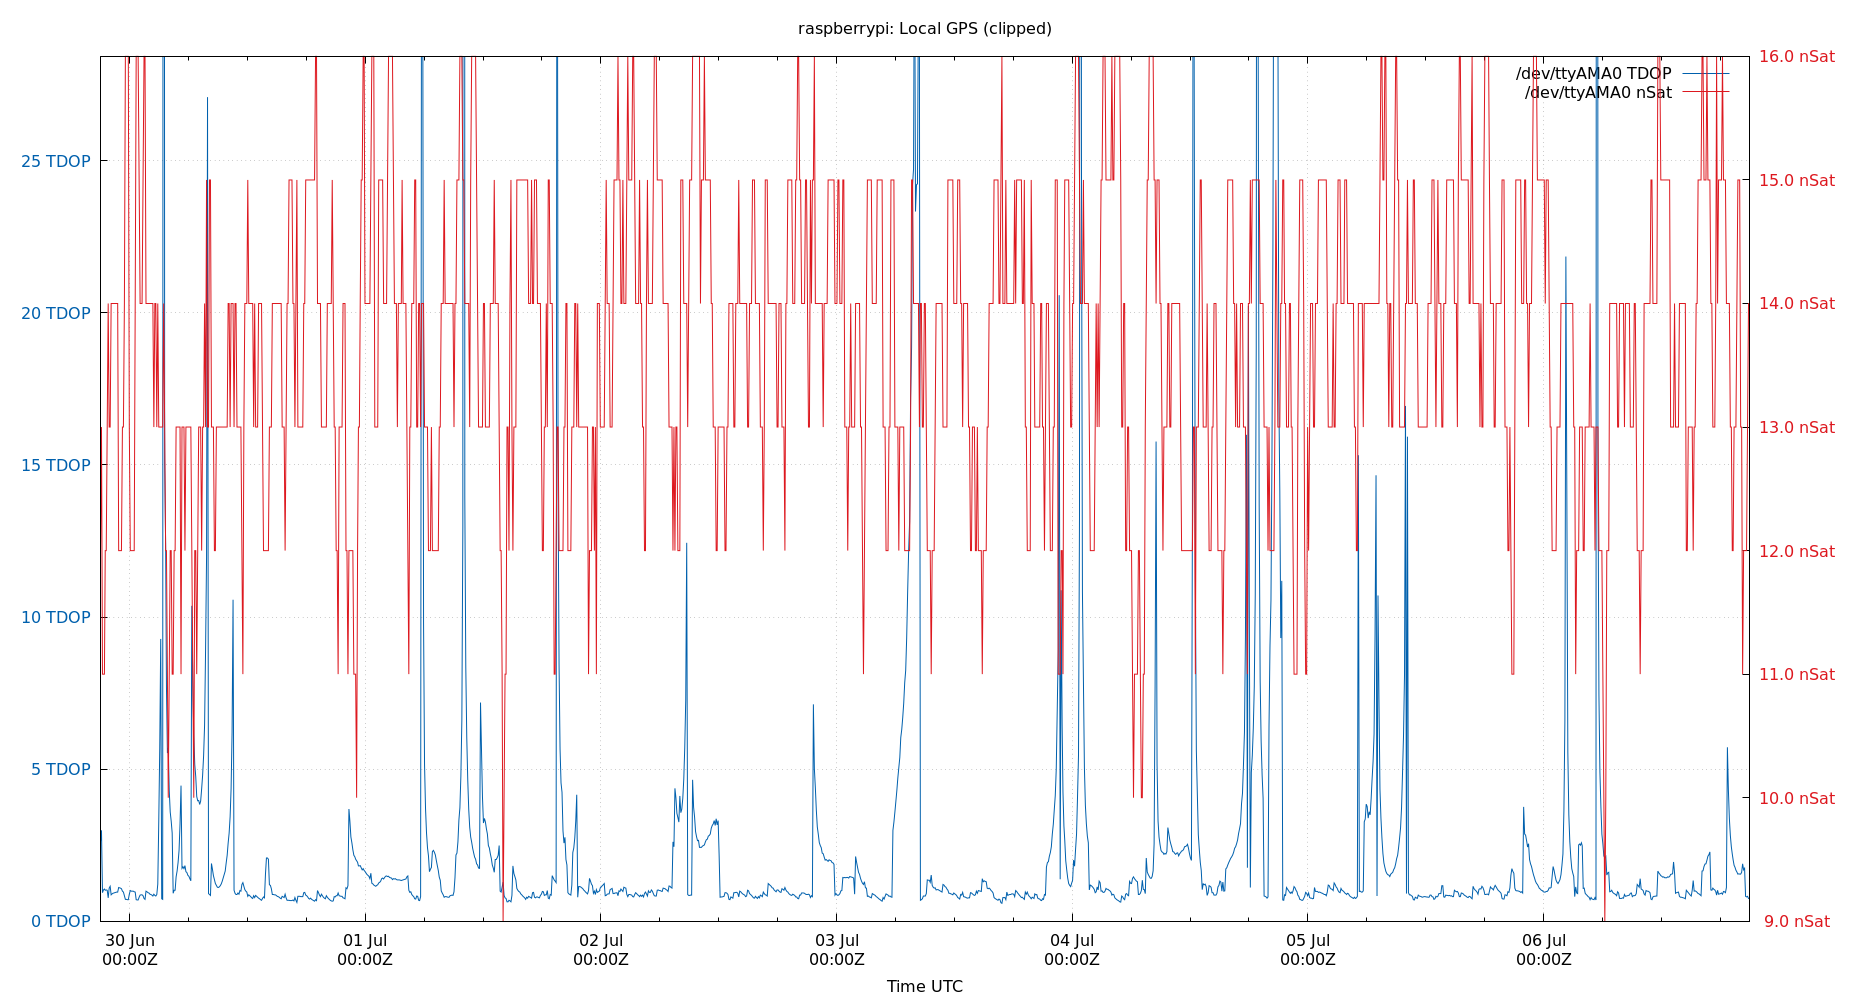 raspberrypi: Local GPS (clipped)
16.0 nSat
/dev/ttyAMA0 TDOP
/dev/ttyAMA0 nSat
25 TDOP
15.0 nSat
20 TDOP
14.0 nSat
13.0 nSat
15 TDOP
12.0 nSat
10 TDOP
11.0 nSat
5 TDOP
10.0 nSat
0 TDOP
9.0 nSat
30 Jun
00:00Z
01 Jul
00:00Z
02 Jul
00:00Z
03 Jul
00:00Z
04 Jul
00:00Z
05 Jul
00:00Z
06 Jul
00:00Z
Time UTC